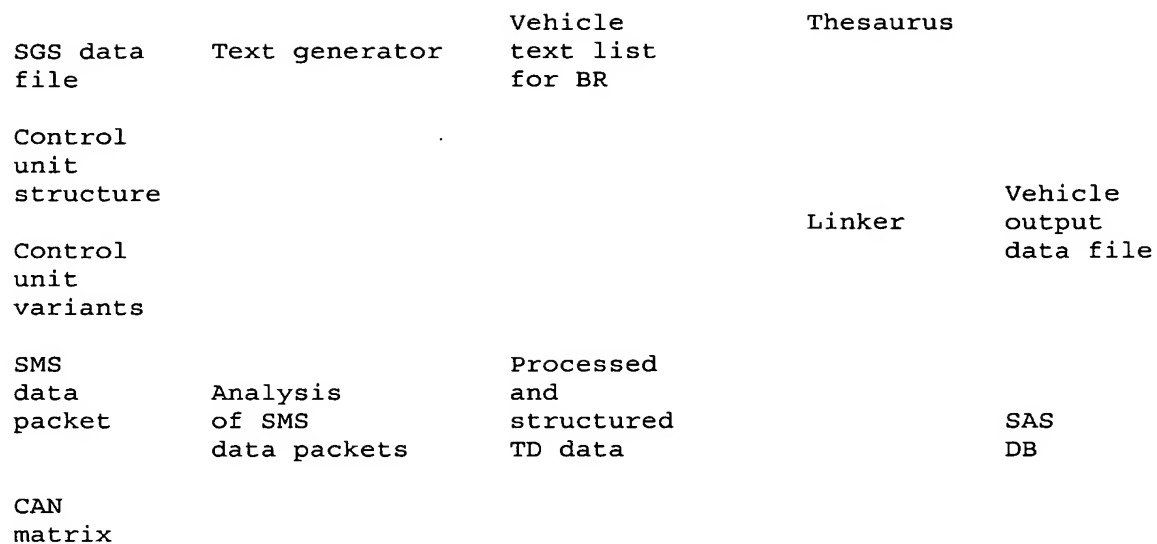 SGS data
file
Text generator
Vehicle
text list
for BR
Thesaurus
Control
unit
structure
Control
unit
variants
Linker
Vehicle
output
data file
SMS
data
packet
Analysis
of SMS
data packets
Processed
and
structured
TD data
SAS
DB
CAN
matrix